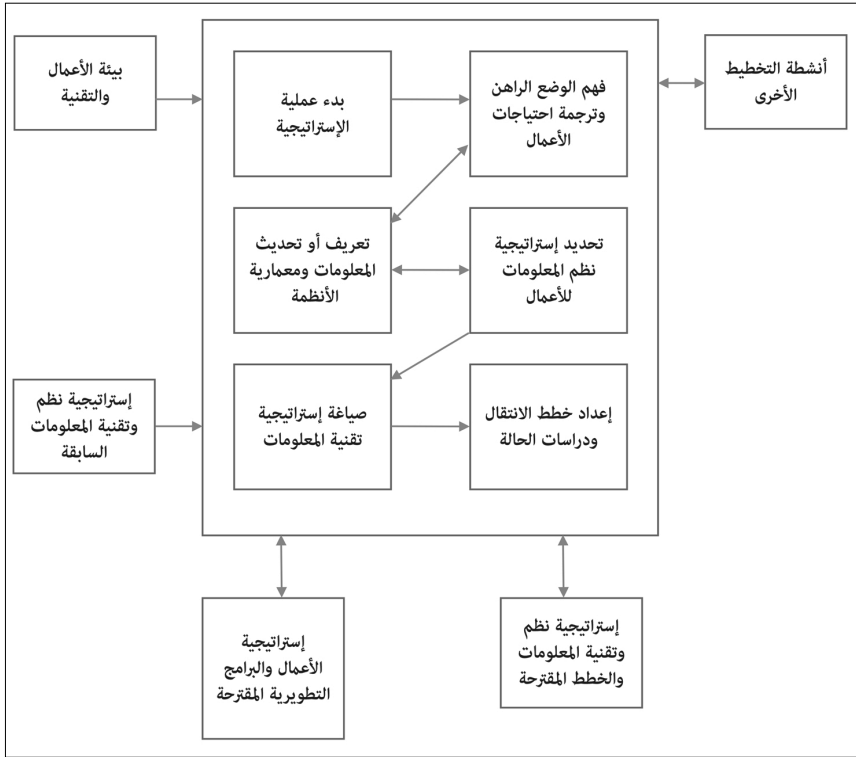 بيئة الأعمال
والتقنية
بدء عملية
الإستراتيجية
فهم الوضع الراهن
وترجمة احتياجات
الأعمال
أنشطة التخطيط
الأخرى
تعريف أو تحديث
المعلومات ومعمارية
الأنظمة
تحديد إستراتيجية
نظم المعلومات
للأعمال
إستراتيجية نظم
وتقنية المعلومات
السابقة
صياغة إستراتيجية
تقنية المعلومات
إعداد خطط الانتقال
ودراسات الحالة
إستراتيجية
الأعمال والبرامج
التطويرية المقترحة
إستراتيجية نظم
وتقنية المعلومات
والخطط المقترحة